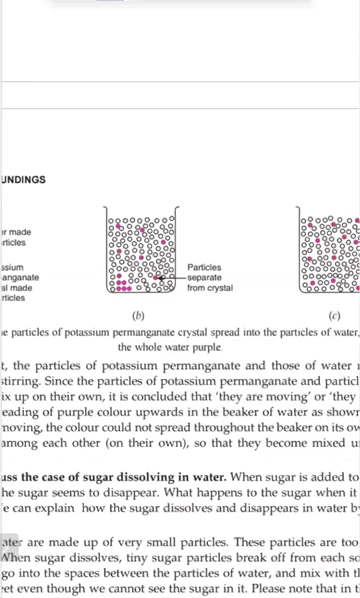 UNDINGS
er made
rticles
ssium
anganate
al made
rticles
Particles
separate
from crystal
(b)
(c)
e particles of potassium permanganate crystal spread into the particles of water,
the whole water purple.
t, the particles of potassium permanganate and those of water
stirring. Since the particles of potassium permanganate and particl
ix up on their own, it is concluded that ‘they are moving’ or ‘they
eading of purple colour upwards in the beaker of water as shown
moving, the colour could not spread throughout the beaker on its ow
among each other (on their own), so that they become mixed u
uss the case of sugar dissolving in water. When sugar is added to
he sugar seems to disappear. What happens to the sugar when it
e can explain how the sugar dissolves and disappears in water by
ater are made up of very small particles. These particles are too
When sugar dissolves, tiny sugar particles break off from each so
go into the spaces between the particles of water, and mix with th
eet even though we cannot see the sugar in it. Please note that in t